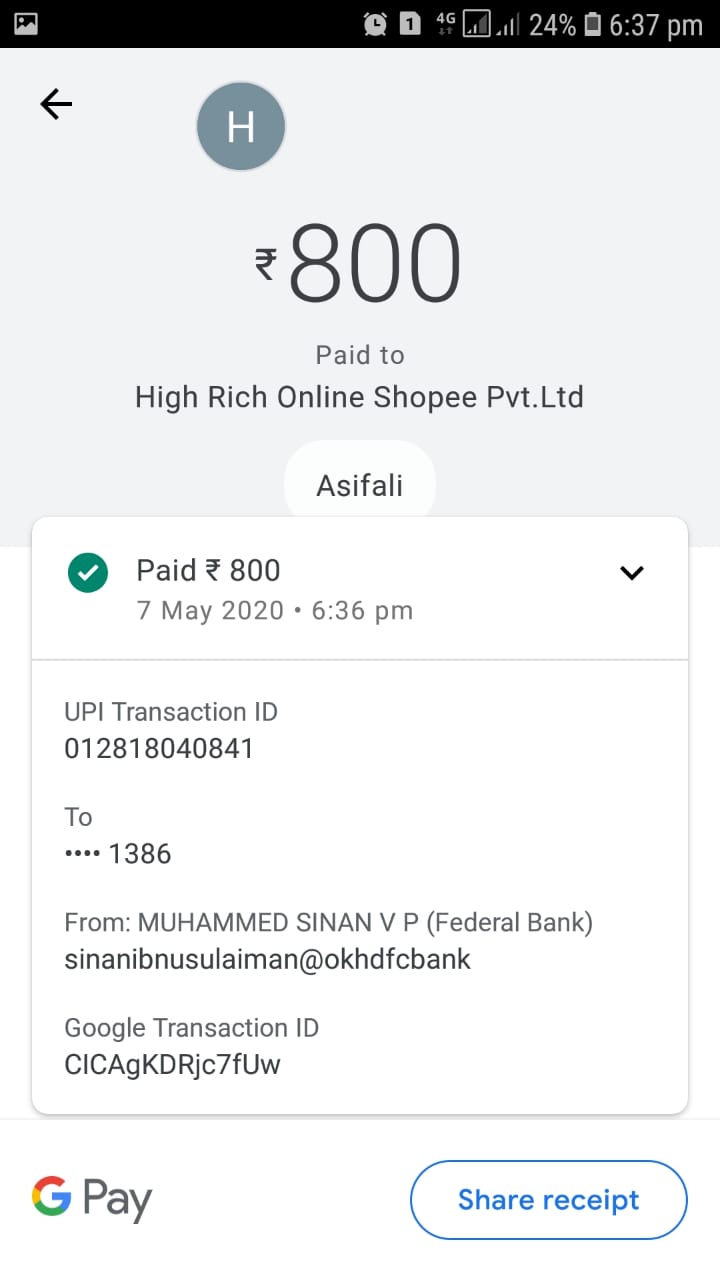 1 4G 24% 6:37 pm
H
₹800
Paid to
High Rich Online Shopee Pvt.Ltd
Asifali
Paid ₹ 800
7 May 2020 • 6:36 pm
UPI Transaction ID
012818040841
To
•••• 1386
From: MUHAMMED SINAN V P (Federal Bank)
sinanibnusulaiman@okhdfcbank
Google Transaction ID
CICAgKDRjc7fUw
G Pay
Share receipt